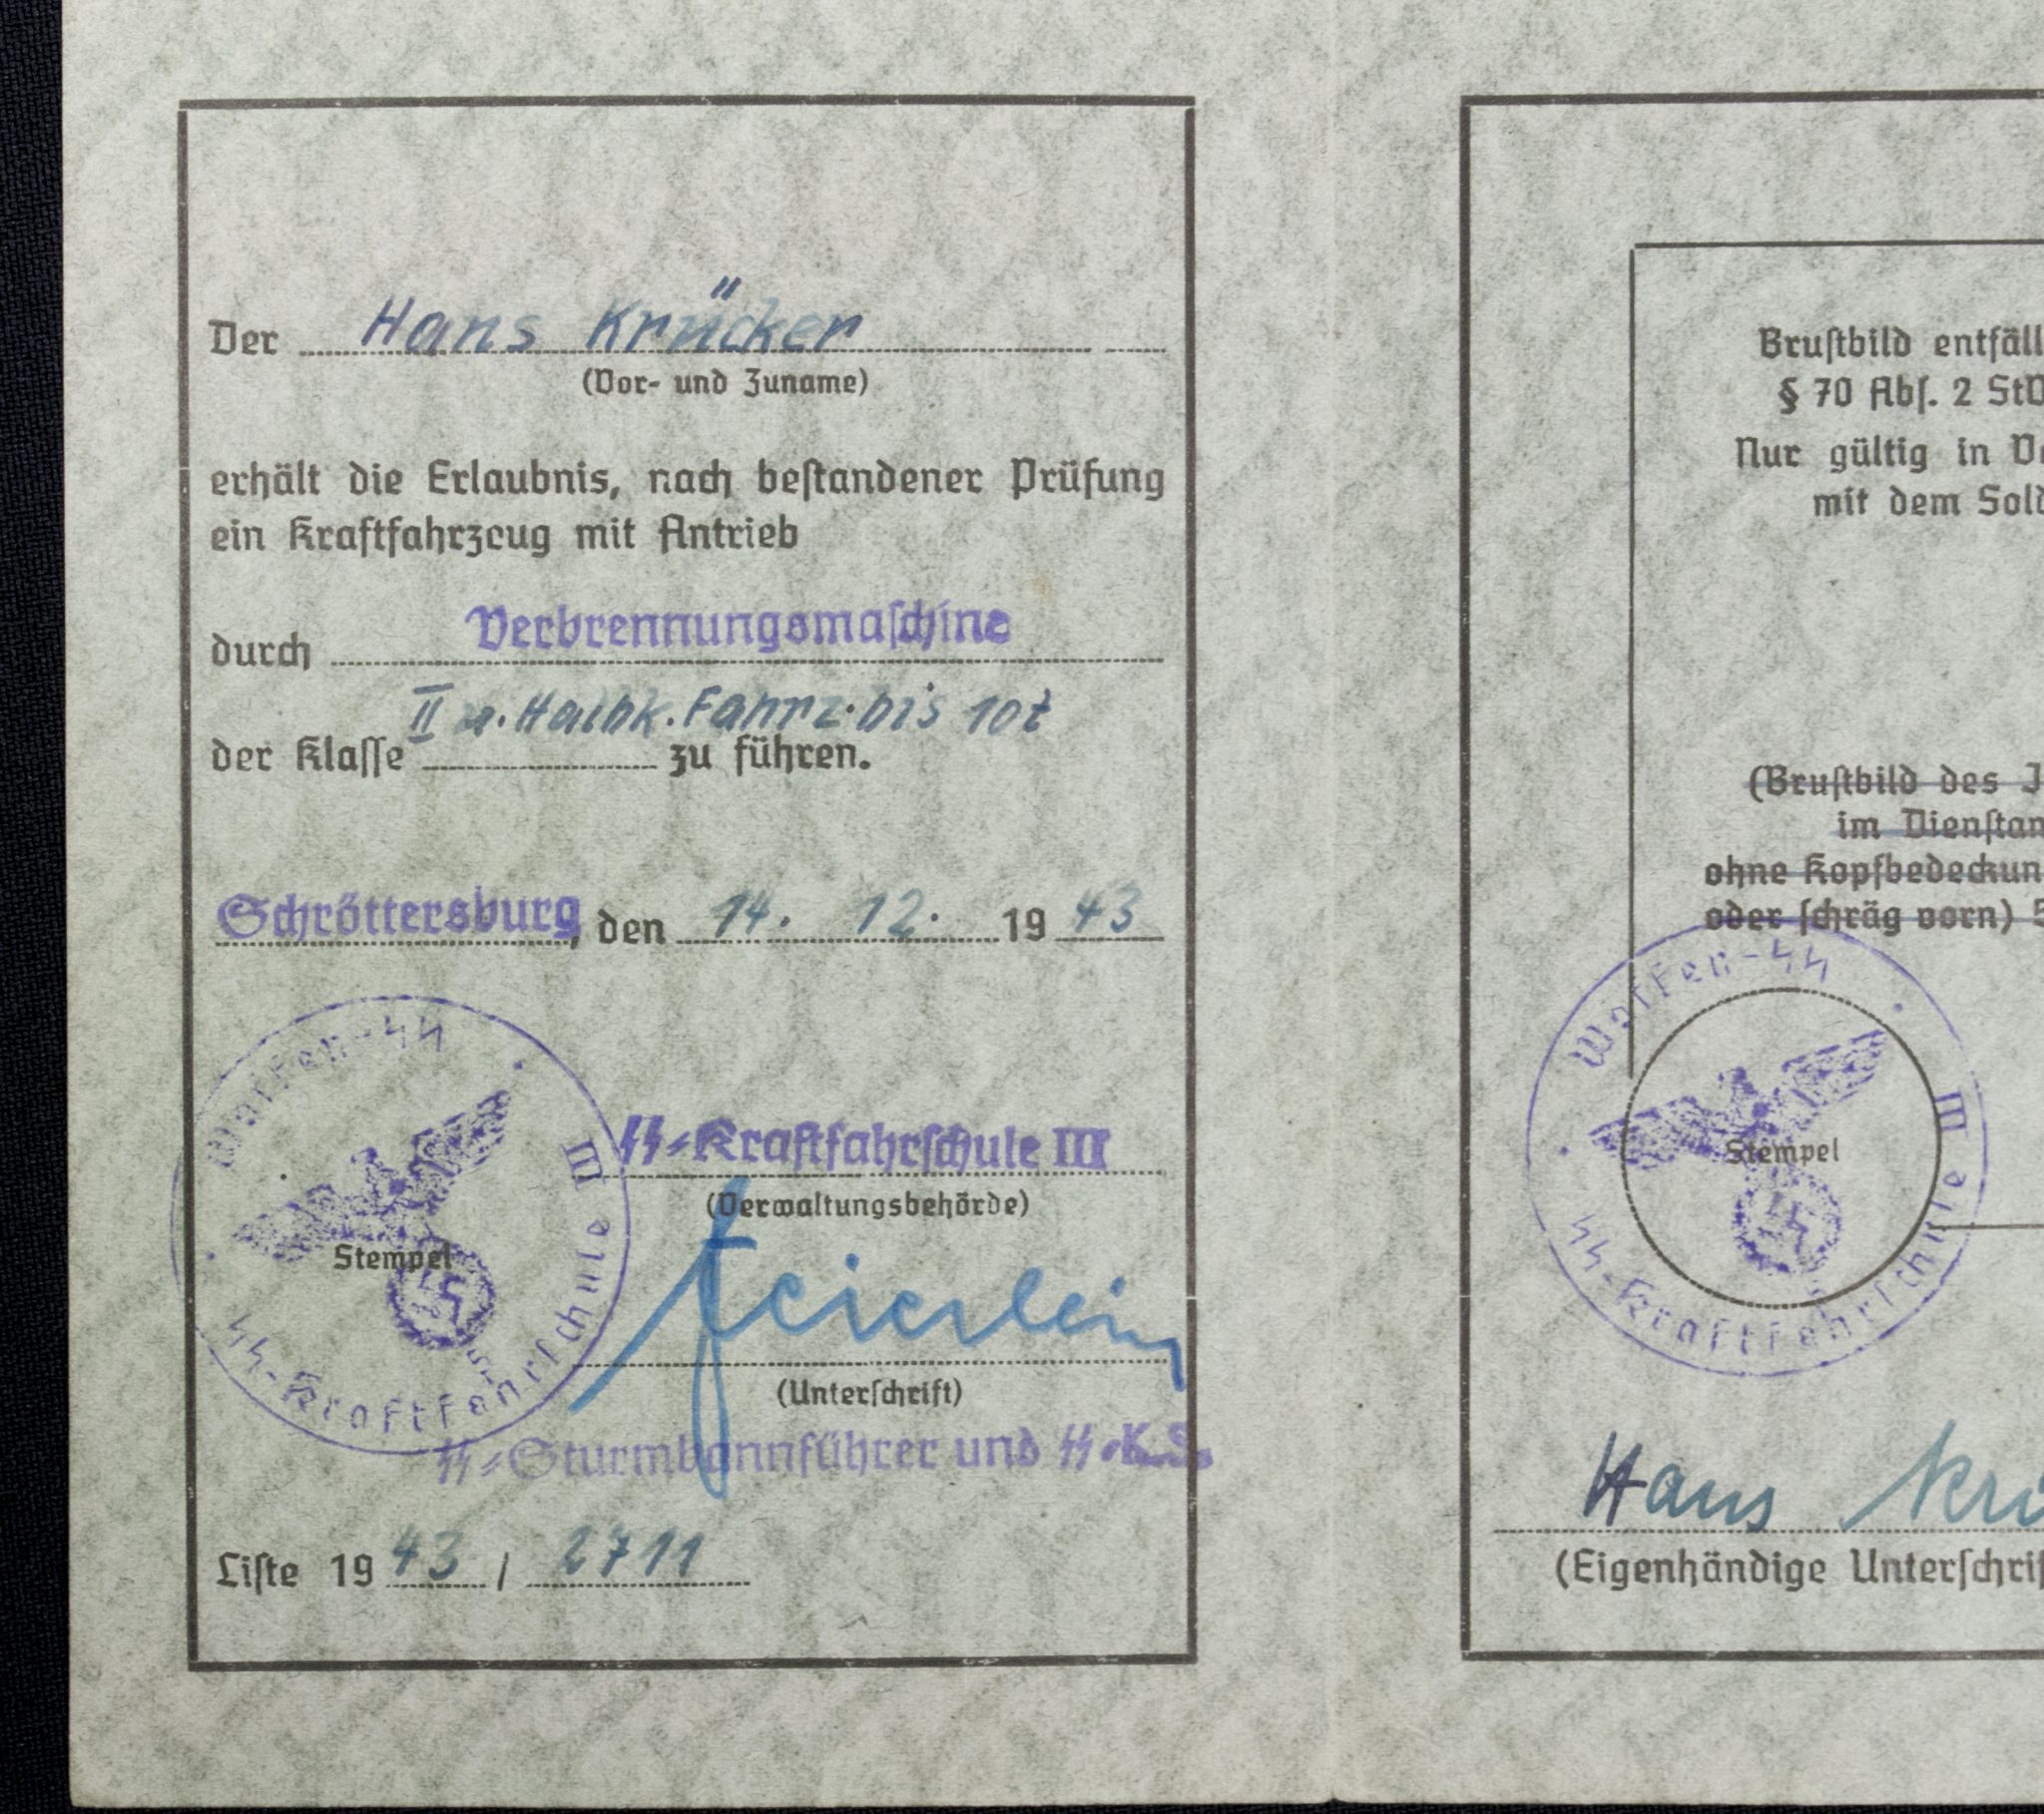 Der Hans Krücker
(Vor- und Zuname)
erhält die Erlaubnis, nach bestandener Prüfung
ein Kraftfahrzeug mit Antrieb
durch Verbrennungsmaschine
II u. Halbk. Fahrz. bis 10t
der Klasse zu führen.
Schröttersburg, den 14. 12. 1943
Waffen-SS
SS-Kraftfahrschule III
Stempel
SS-Kraftfahrschule III
(Verwaltungsbehörde)
Feierlein
(Unterschrift)
SS-Sturmbannführer und SS-K.S.
Liste 1943 / 2711
Brustbild entfäll
§ 70 Abs. 2 StV
Nur gültig in Ve
mit dem Sold
(Brustbild des I
im Dienstan
ohne Kopfbedeckun
oder schräg vorn) S
Waffen-SS
SS-Kraftfahrschule III
Stempel
Hans Krü
(Eigenhändige Unterschrif